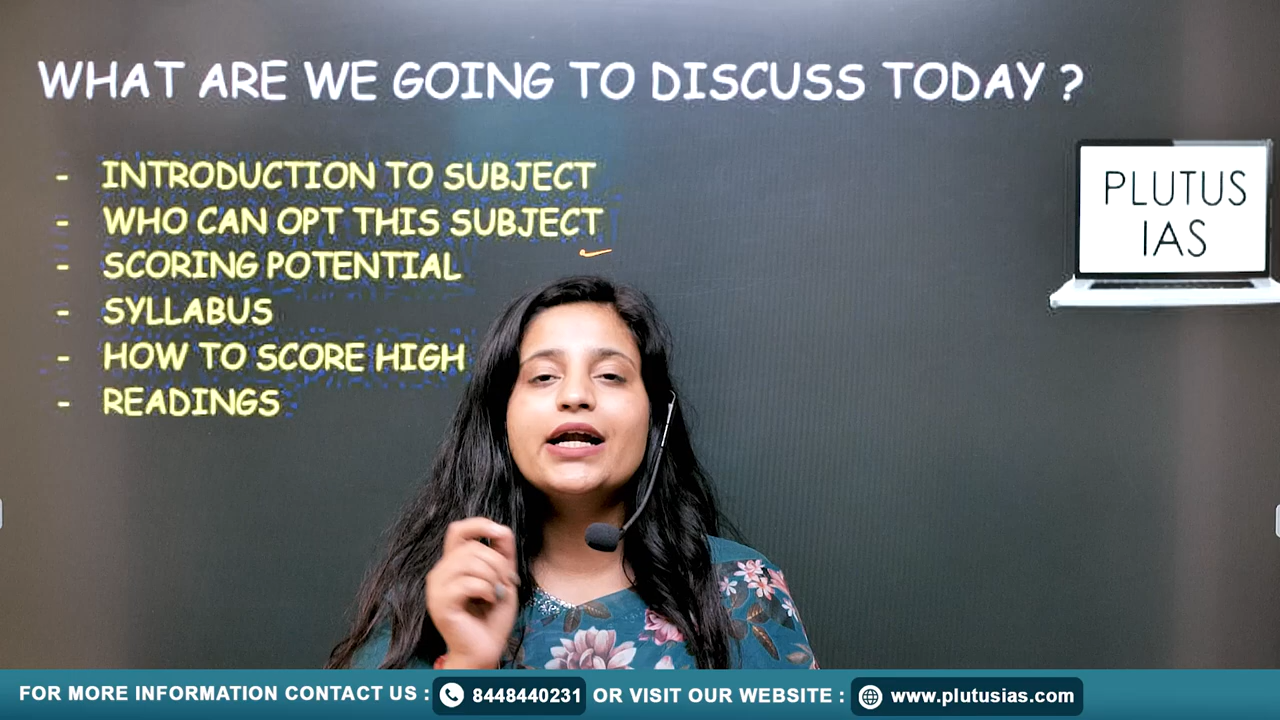 WHAT ARE WE GOING TO DISCUSS TODAY ?
- INTRODUCTION TO SUBJECT
- WHO CAN OPT THIS SUBJECT
- SCORING POTENTIAL
- SYLLABUS
- HOW TO SCORE HIGH
- READINGS
PLUTUS
IAS
FOR MORE INFORMATION CONTACT US : 8448440231 OR VISIT OUR WEBSITE : www.plutusias.com